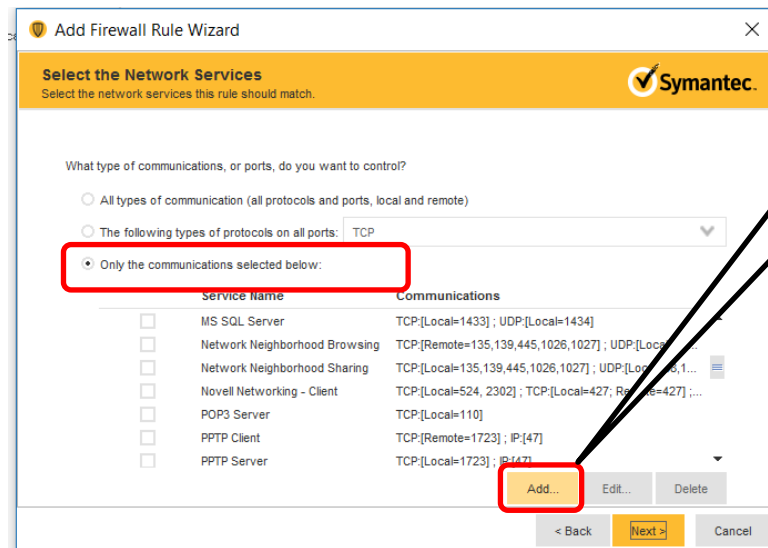 Add Firewall Rule Wizard
Select the Network Services
Select the network services this rule should match.
Symantec.
What type of communications, or ports, do you want to control?
All types of communication (all protocols and ports, local and remote)
The following types of protocols on all ports: TCP
Only the communications selected below:
Service Name Communications
MS SQL Server TCP:[Local=1433] ; UDP:[Local=1434]
Network Neighborhood Browsing TCP:[Remote=135,139,445,1026,1027] ; UDP:[Local
Network Neighborhood Sharing TCP:[Local=135,139,445,1026,1027] ; UDP:[Loc
Novell Networking - Client TCP:[Local=524, 2302] ; TCP:[Local=427; Remote=427] ;...
POP3 Server TCP:[Local=110]
PPTP Client TCP:[Remote=1723] ; IP:[47]
PPTP Server TCP:[Local=1723] ; IP:[47]
Add... Edit... Delete
< Back Next > Cancel